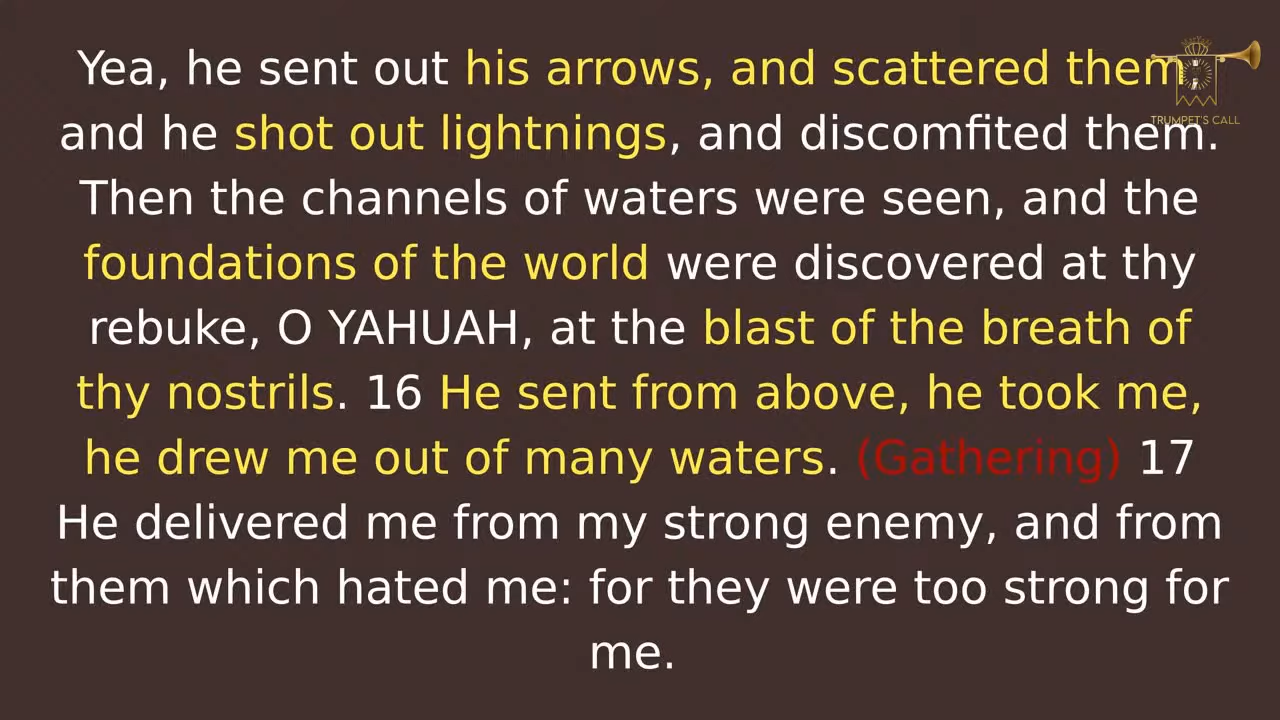 Yea, he sent out his arrows, and scattered them
and he shot out lightnings, and discomfited them.
Then the channels of waters were seen, and the
foundations of the world were discovered at thy
rebuke, O YAHUAH, at the blast of the breath of
thy nostrils. 16 He sent from above, he took me,
he drew me out of many waters. (Gathering) 17
He delivered me from my strong enemy, and from
them which hated me: for they were too strong for
me.
TRUMPET'S CALL